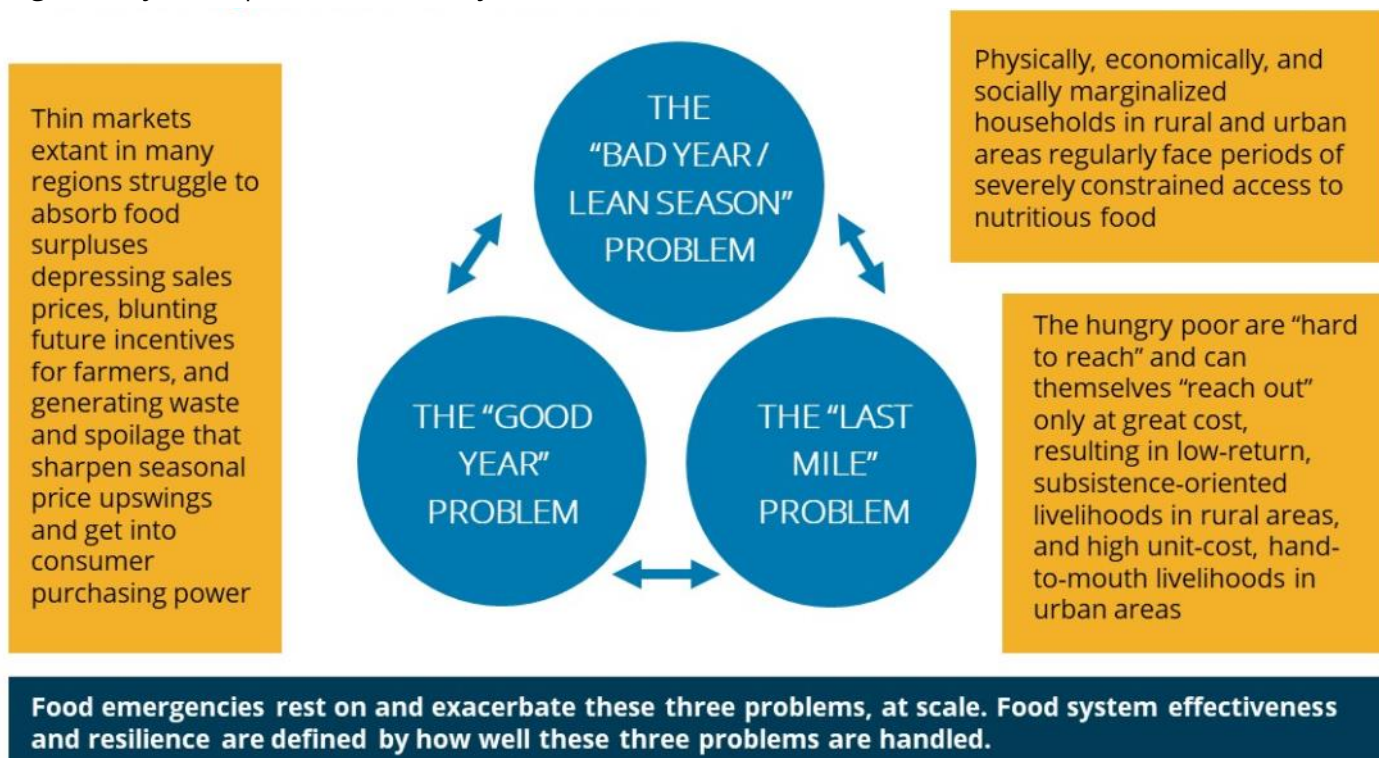 Thin markets
extant in many
regions struggle to
absorb food
surpluses
depressing sales
prices, blunting
future incentives
for farmers, and
generating waste
and spoilage that
sharpen seasonal
price upswings
and get into
consumer
purchasing power
THE
“BAD YEAR /
LEAN SEASON”
PROBLEM
THE “GOOD
YEAR”
PROBLEM
THE “LAST
MILE”
PROBLEM
Physically, economically, and
socially marginalized
households in rural and urban
areas regularly face periods of
severely constrained access to
nutritious food
The hungry poor are “hard
to reach” and can
themselves “reach out”
only at great cost,
resulting in low-return,
subsistence-oriented
livelihoods in rural areas,
and high unit-cost, hand-
to-mouth livelihoods in
urban areas
Food emergencies rest on and exacerbate these three problems, at scale. Food system effectiveness
and resilience are defined by how well these three problems are handled.